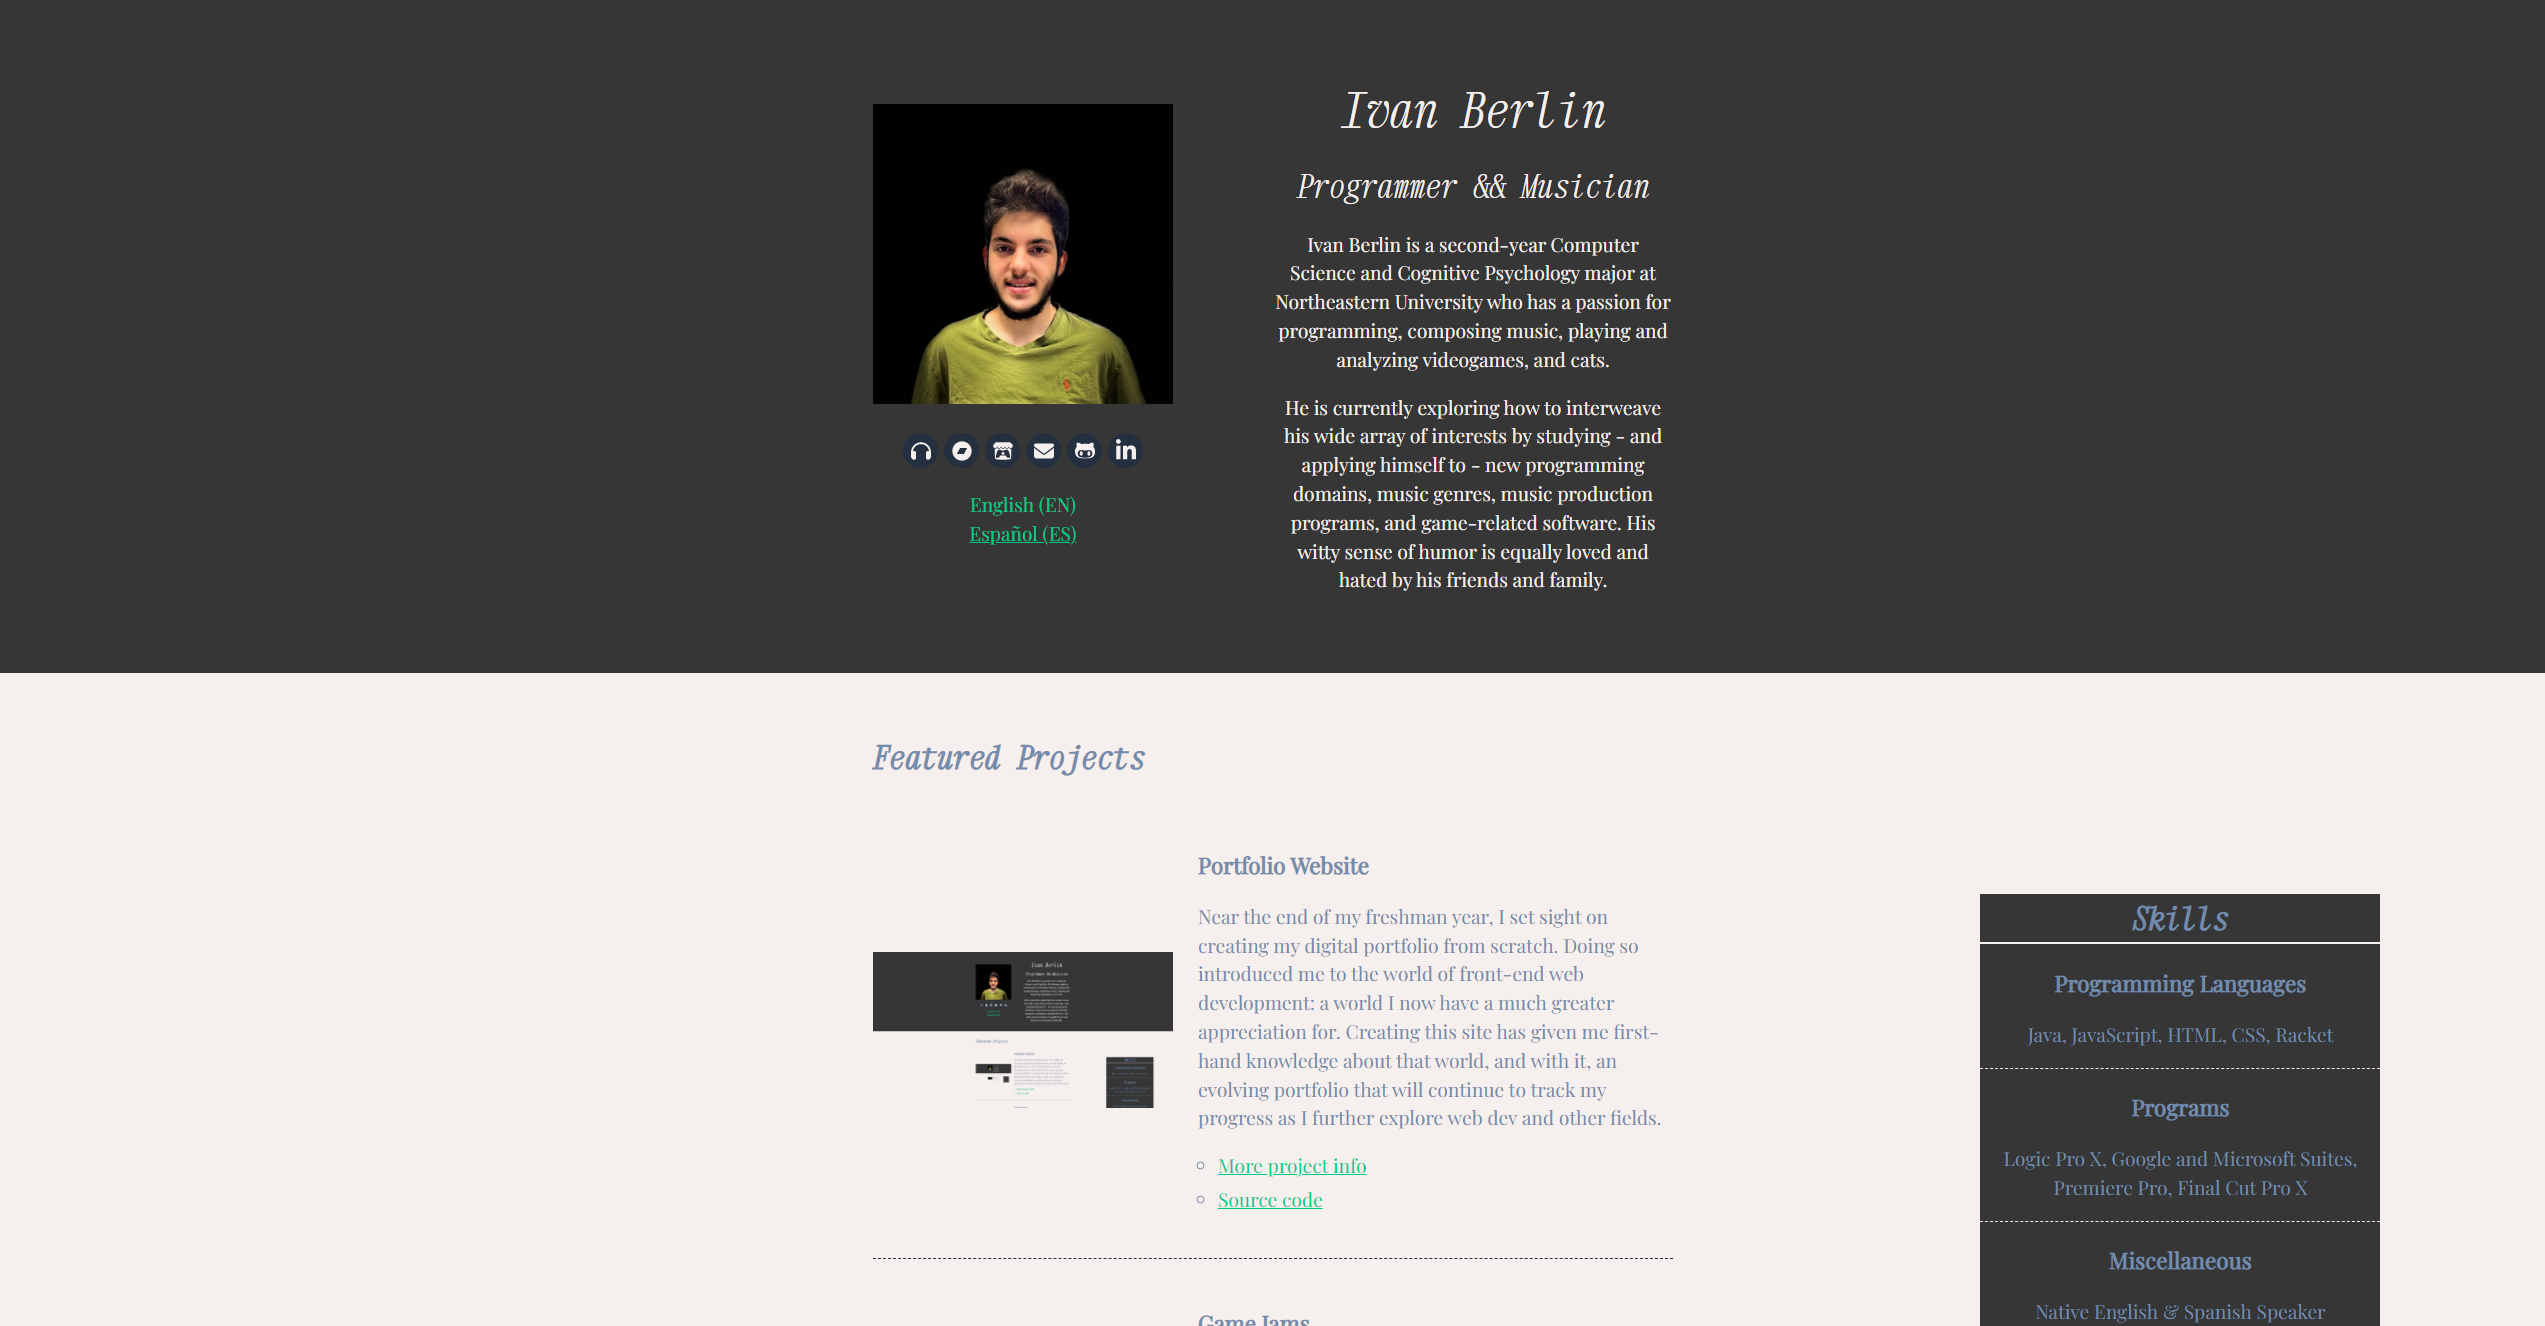 Ivan Berlin
Programmer && Musician
Ivan Berlin is a second-year Computer
Science and Cognitive Psychology major at
Northeastern University who has a passion for
programming, composing music, playing and
analyzing videogames, and cats.
He is currently exploring how to interweave
his wide array of interests by studying - and
applying himself to - new programming
domains, music genres, music production
programs, and game-related software. His
witty sense of humor is equally loved and
hated by his friends and family.
in
English (EN)
Español (ES)
Featured Projects
Portfolio Website
Near the end of my freshman year, I set sight on
creating my digital portfolio from scratch. Doing so
introduced me to the world of front-end web
development: a world I now have a much greater
appreciation for. Creating this site has given me first-
hand knowledge about that world, and with it, an
evolving portfolio that will continue to track my
progress as I further explore web dev and other fields.
More project info
Source code
Ivan Berlin
Programmer && Musician
Featured Projects
Game Jams
Skills
Programming Languages
Java, JavaScript, HTML, CSS, Racket
Programs
Logic Pro X, Google and Microsoft Suites,
Premiere Pro, Final Cut Pro X
Miscellaneous
Native English & Spanish Speaker